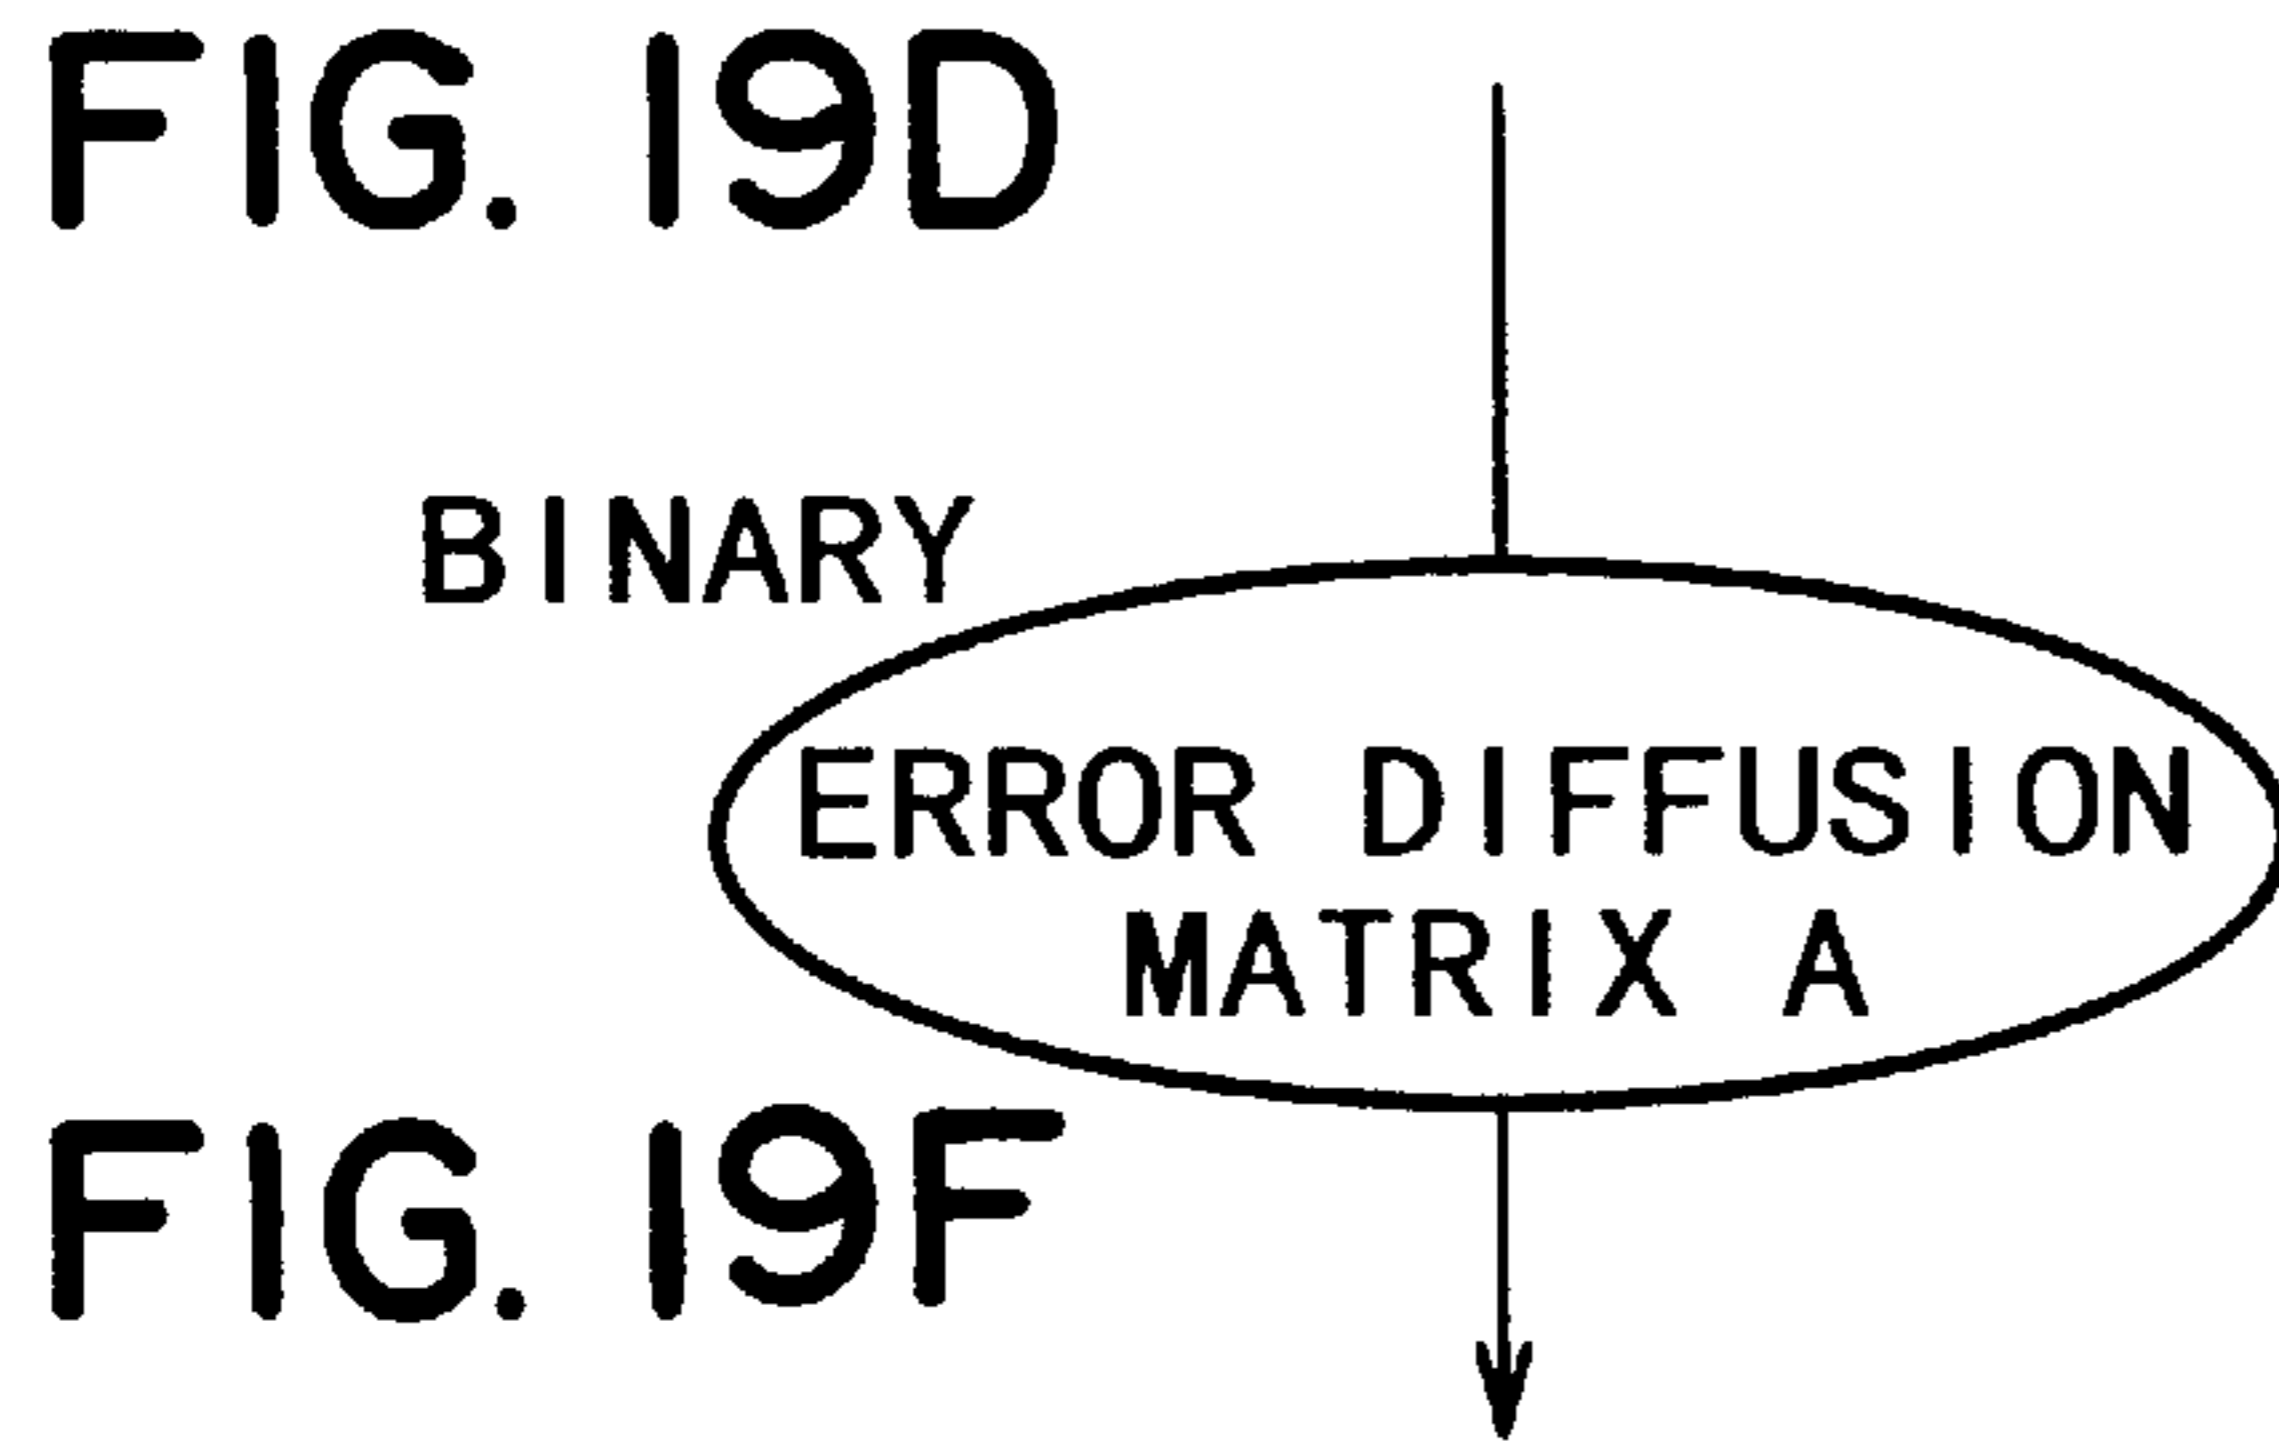 FIG. 19D
BINARY
ERROR DIFFUSION
MATRIX A
FIG. 19F